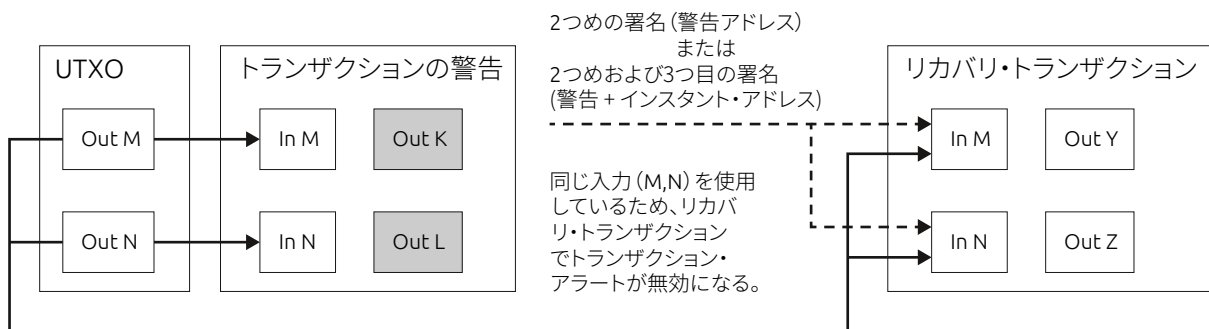 2つめの署名 (警告アドレス)
または
2つめおよび3つ目の署名
(警告 + インスタント・アドレス)
UTXO
トランザクションの警告
リカバリ・トランザクション
Out M
In M
Out K
In M
Out Y
同じ入力 (M,N) を使用
しているため、リカバ
リ・トランザクション
でトランザクション・
アラートが無効になる。
Out N
In N
Out L
In N
Out Z